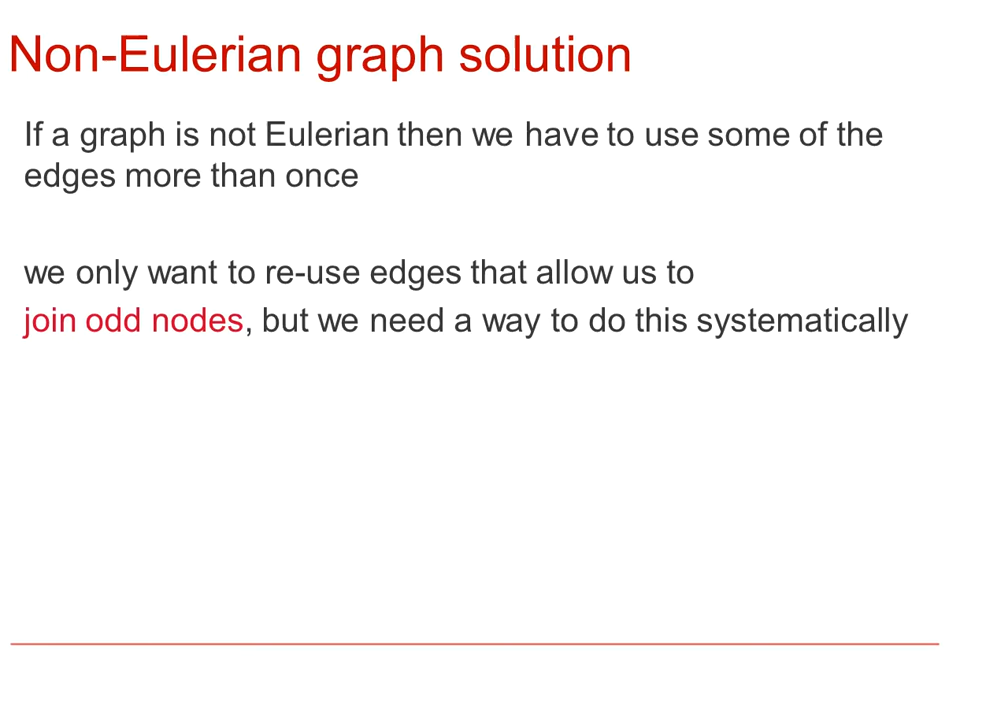 Non-Eulerian graph solution
If a graph is not Eulerian then we have to use some of the
edges more than once
we only want to re-use edges that allow us to
join odd nodes, but we need a way to do this systematically